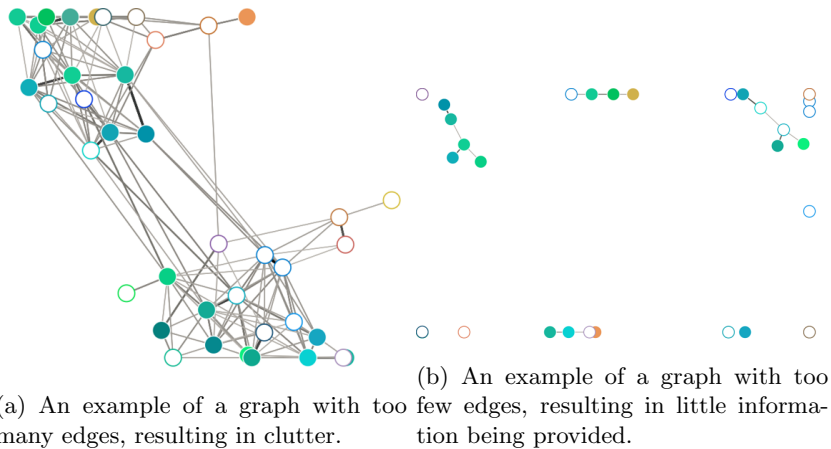 (a) An example of a graph with too
many edges, resulting in clutter.
(b) An example of a graph with too
few edges, resulting in little informa-
tion being provided.